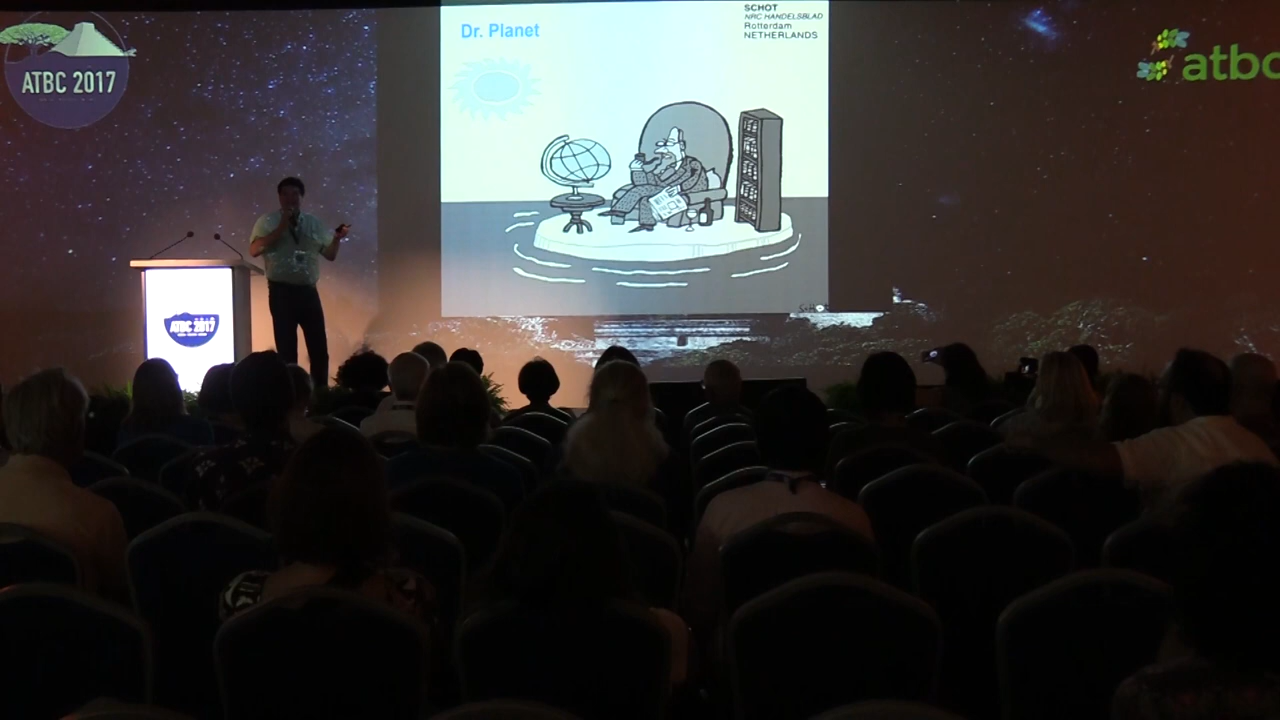 ATBC 2017
Dr. Planet
SCHOT
NRC HANDELSBLAD
Rotterdam
NETHERLANDS
atbc
ATBC 2017